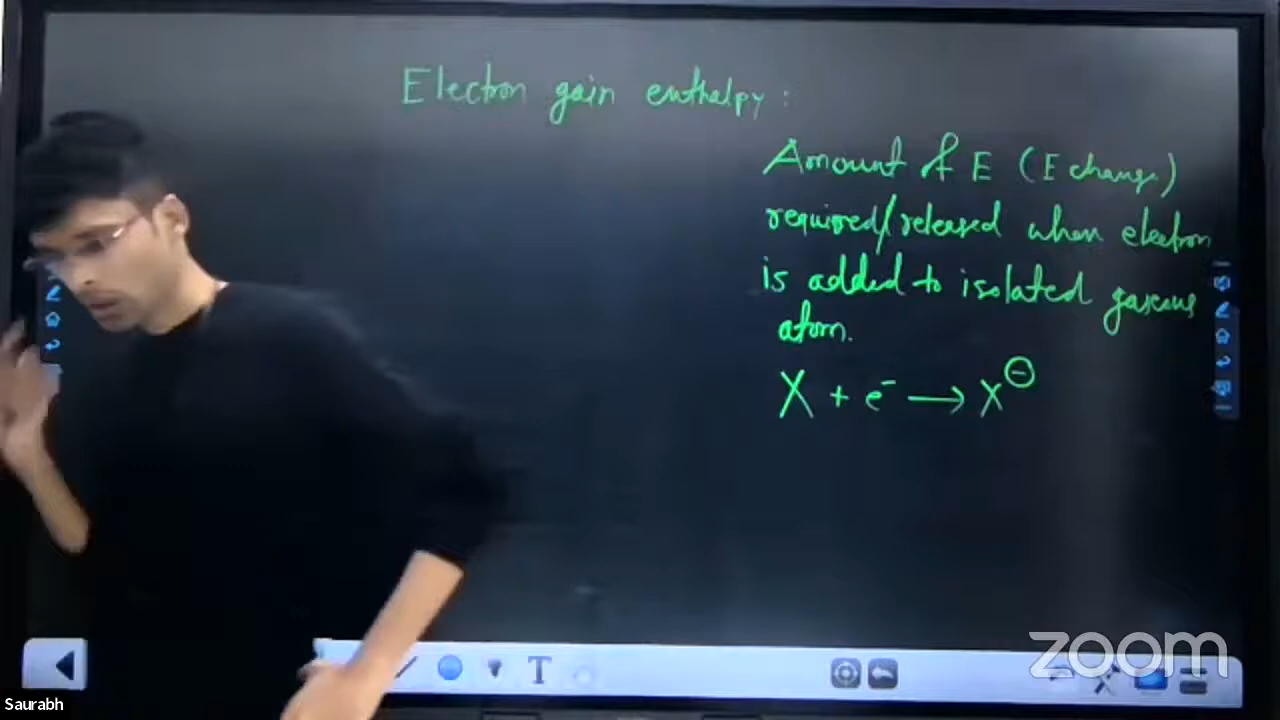 Electron gain enthalpy :
Amount of E (E change)
required/released when electron
is added to isolated gaseous
atom.
X + e⁻ → X⊖
T
zoom
Saurabh